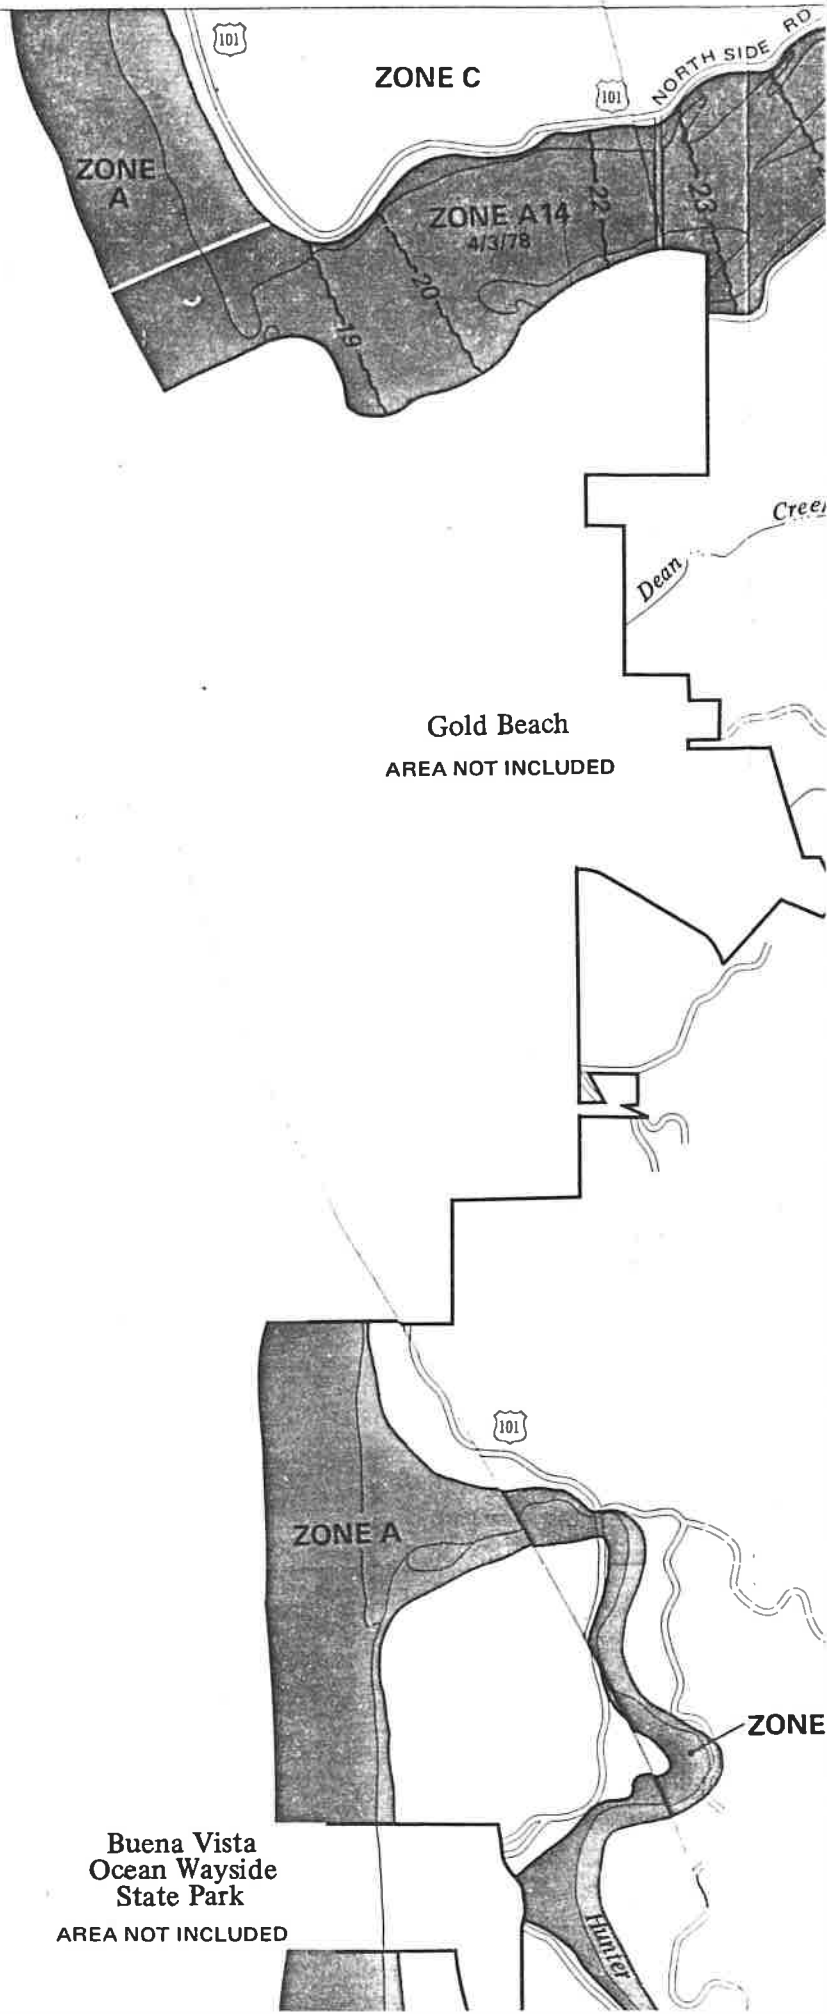 101
ZONE C
101
NORTH SIDE RD
ZONE
A
ZONE A14
4/3/78
22
23
20
19
Creek
Dean
Gold Beach
AREA NOT INCLUDED
101
ZONE A
ZONE
Buena Vista
Ocean Wayside
State Park
AREA NOT INCLUDED
Hunter